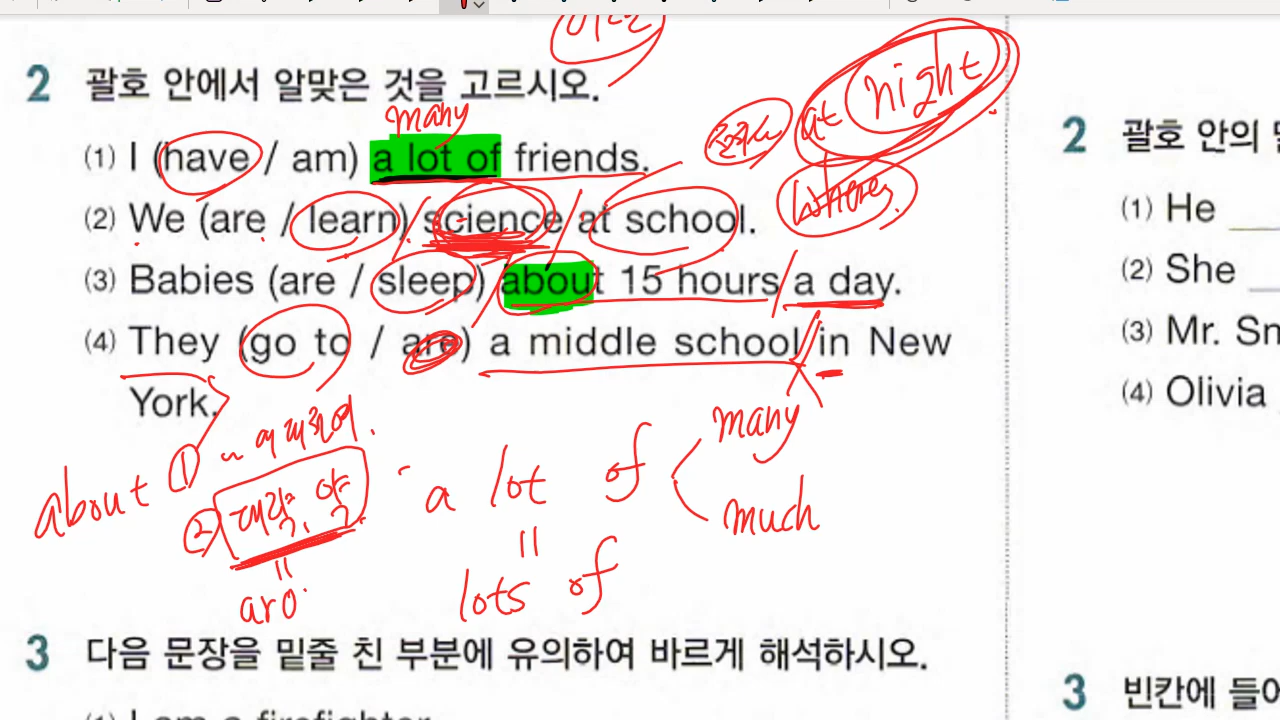 2 괄호 안에서 알맞은 것을 고르시오.
at night
many
(1) I (have / am) a lot of friends.
where
(2) We (are / learn) science at school.
(3) Babies (are / sleep) about 15 hours a day.
(4) They (go to / are) a middle school in New
York.
about ① ~ 에 대하여.
② 대략, 약
aro
a lot of
many
much
lots of
3 다음 문장을 밑줄 친 부분에 유의하여 바르게 해석하시오.
(1) I am a firefighter.
2 괄호 안의
(1) He
(2) She
(3) Mr.
(4) Olivia
3 빈칸에